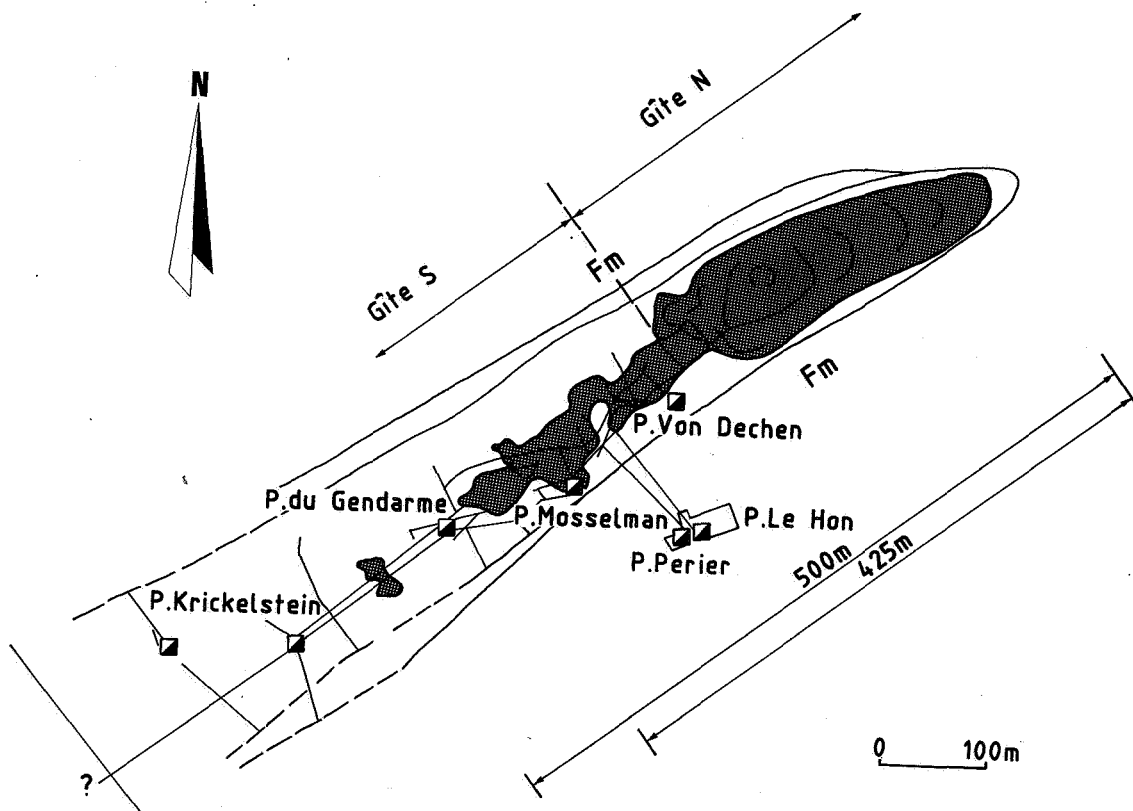 N
Gîte N
Gîte S
Fm
Fm
P.Von Dechen
P.du Gendarme
P.Mosselman
P.Le Hon
P.Perier
500m
425m
P.Krickelstein
0 100m
?